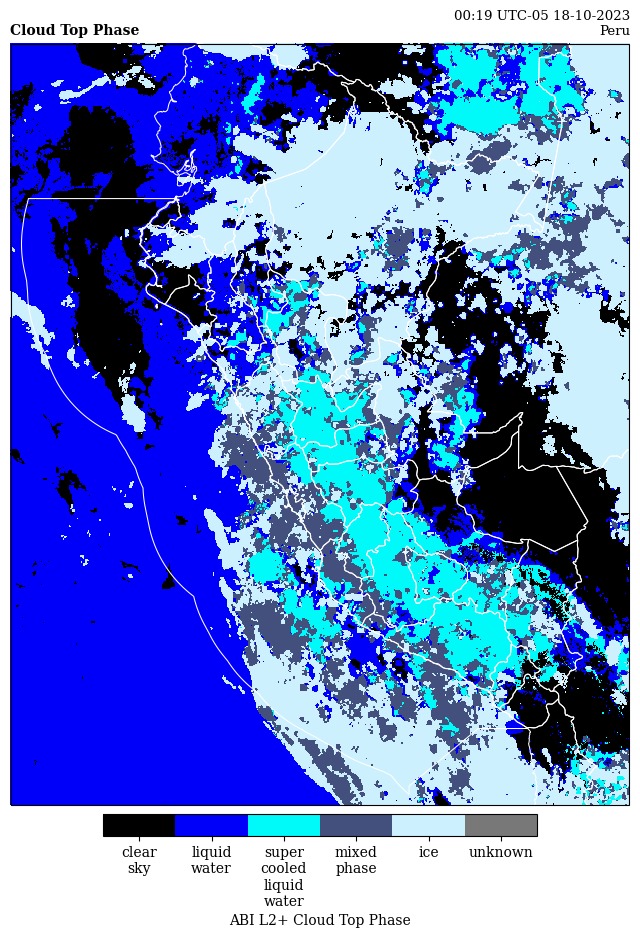 00:19 UTC-05 18-10-2023
Cloud Top Phase
Peru
clear
sky
liquid
water
super
cooled
liquid
water
mixed
phase
ice
unknown
ABI L2+ Cloud Top Phase